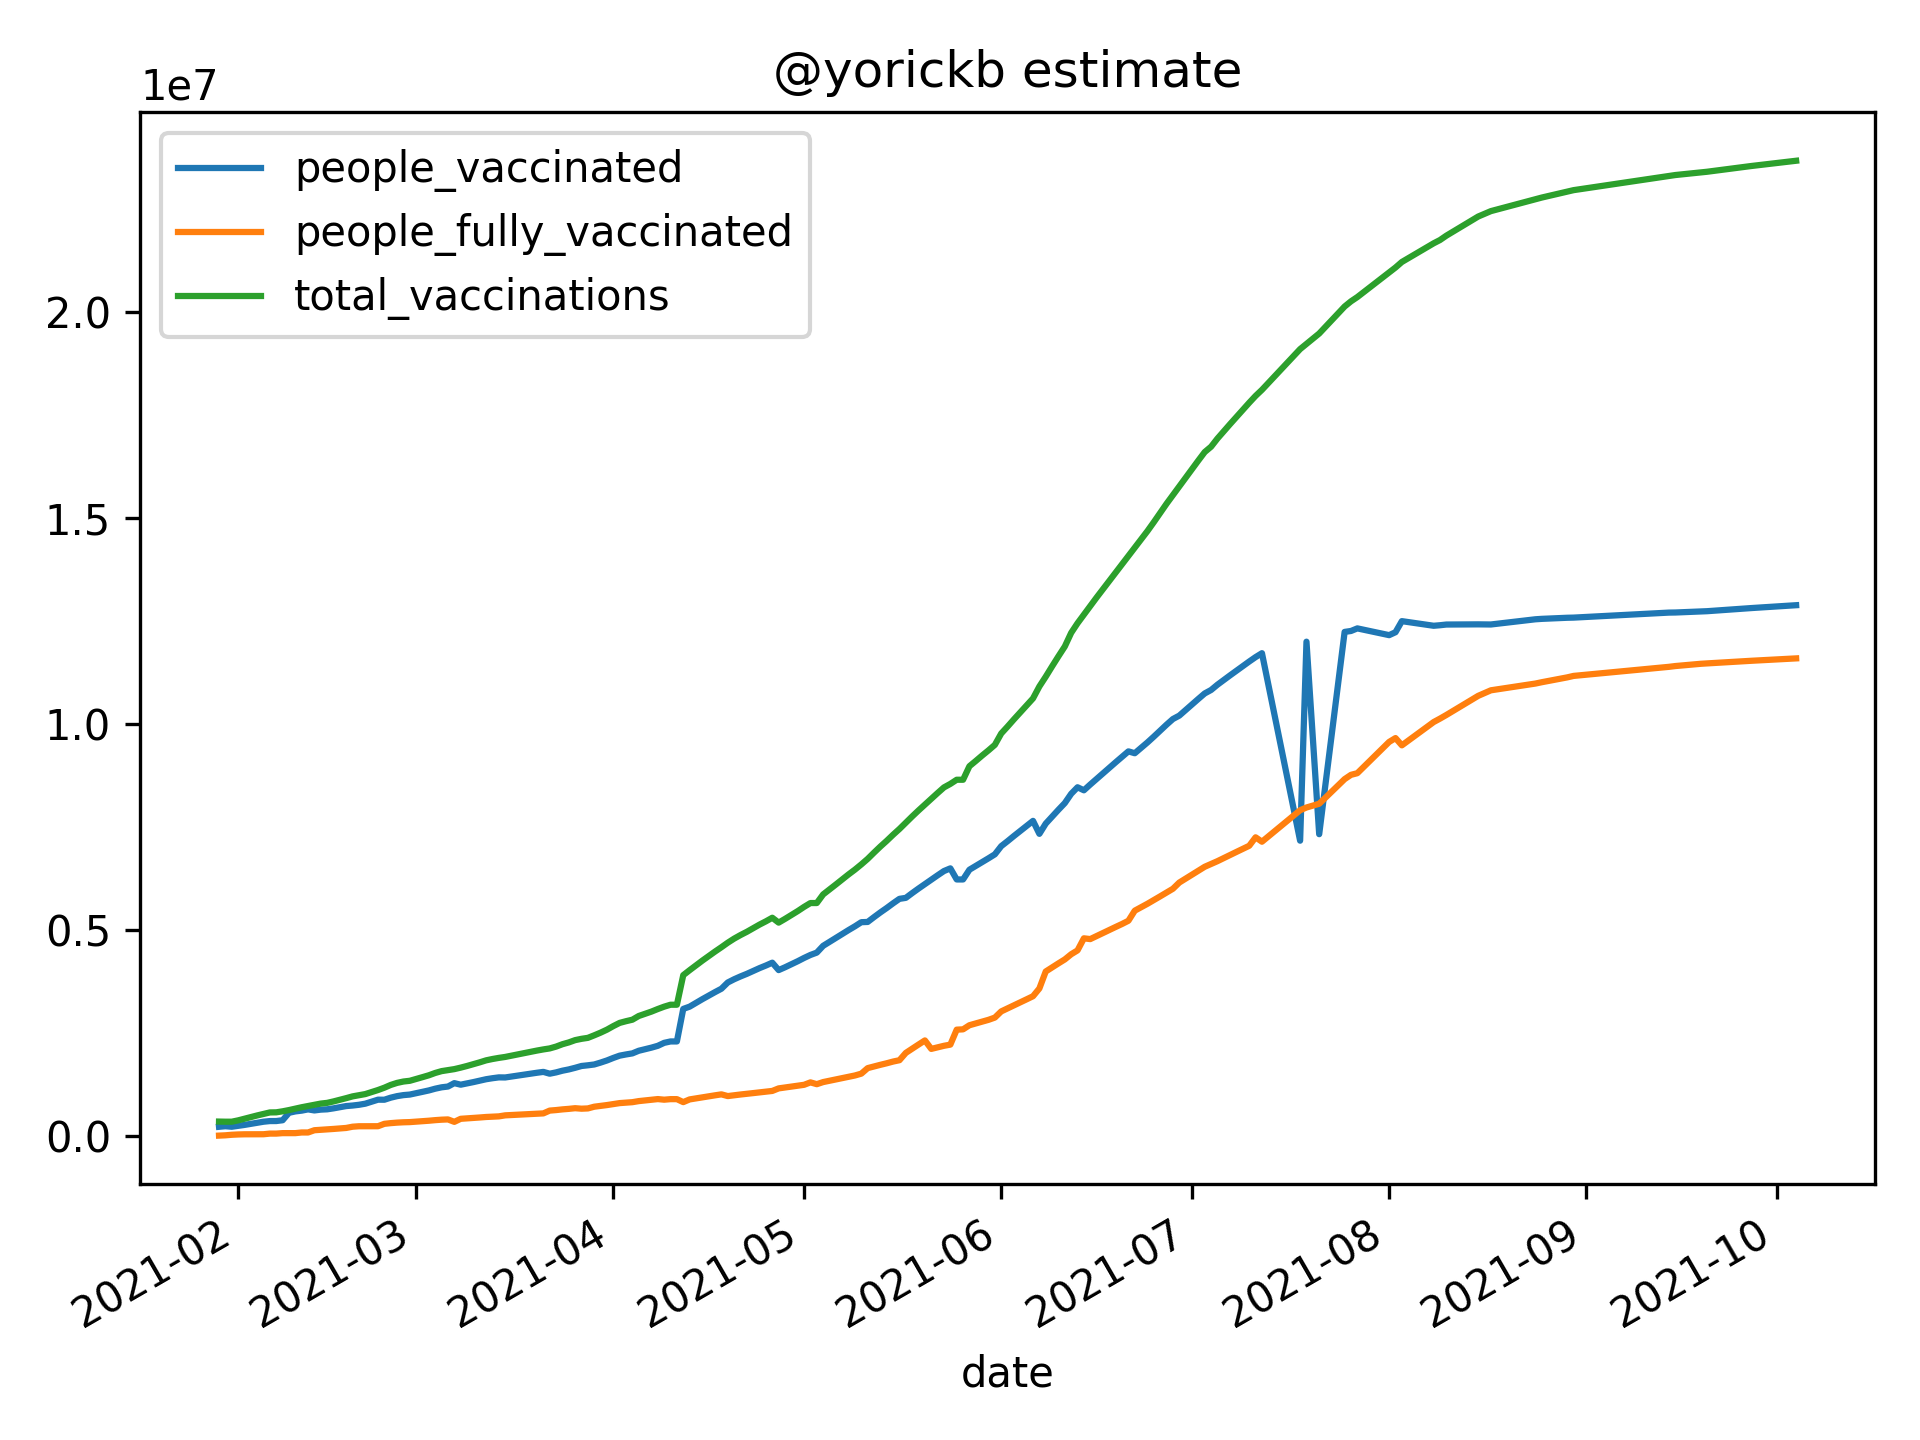 @yorickb estimate
1e7
people_vaccinated
people_fully_vaccinated
total_vaccinations
2.0
1.5
1.0
0.5
0.0
2021-02
2021-03
2021-04
2021-05
2021-06
2021-07
2021-08
2021-09
2021-10
date